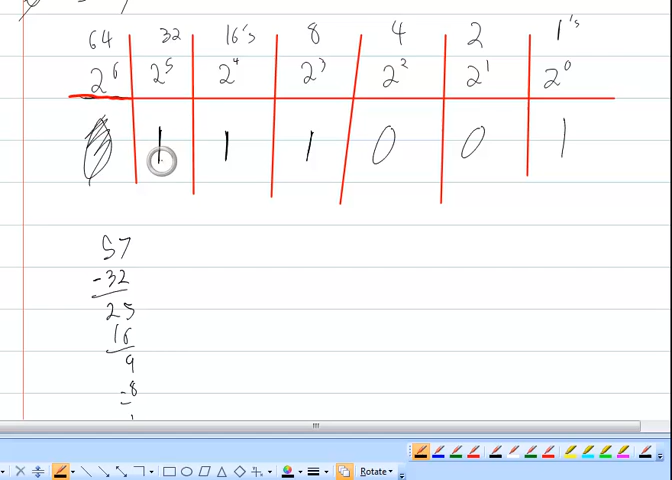 64 32 16's 8 4 2 1's
2⁶ 2⁵ 2⁴ 2³ 2² 2¹ 2⁰
0 1 1 1 0 0 1
57
-32
25
16
9
-8
Rotate